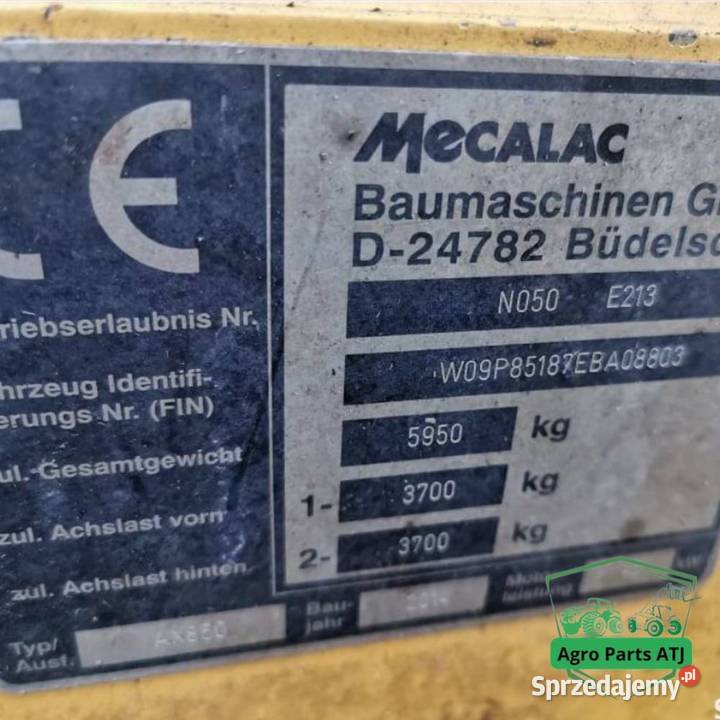 CE
MECALAC
Baumaschinen G
D-24782 Büdelsd
riebserlaubnis Nr. N050 E213
hrzeug Identifi-
erungs Nr. (FIN) W09P85187EBA08803
ul. Gesamtgewicht 5950 kg
zul. Achslast vorn 1- 3700 kg
zul. Achslast hinten 2- 3700 kg
Typ/ Bau-
Ausf. AX850 jahr
Agro Parts ATJ
Sprzedajemy.pl